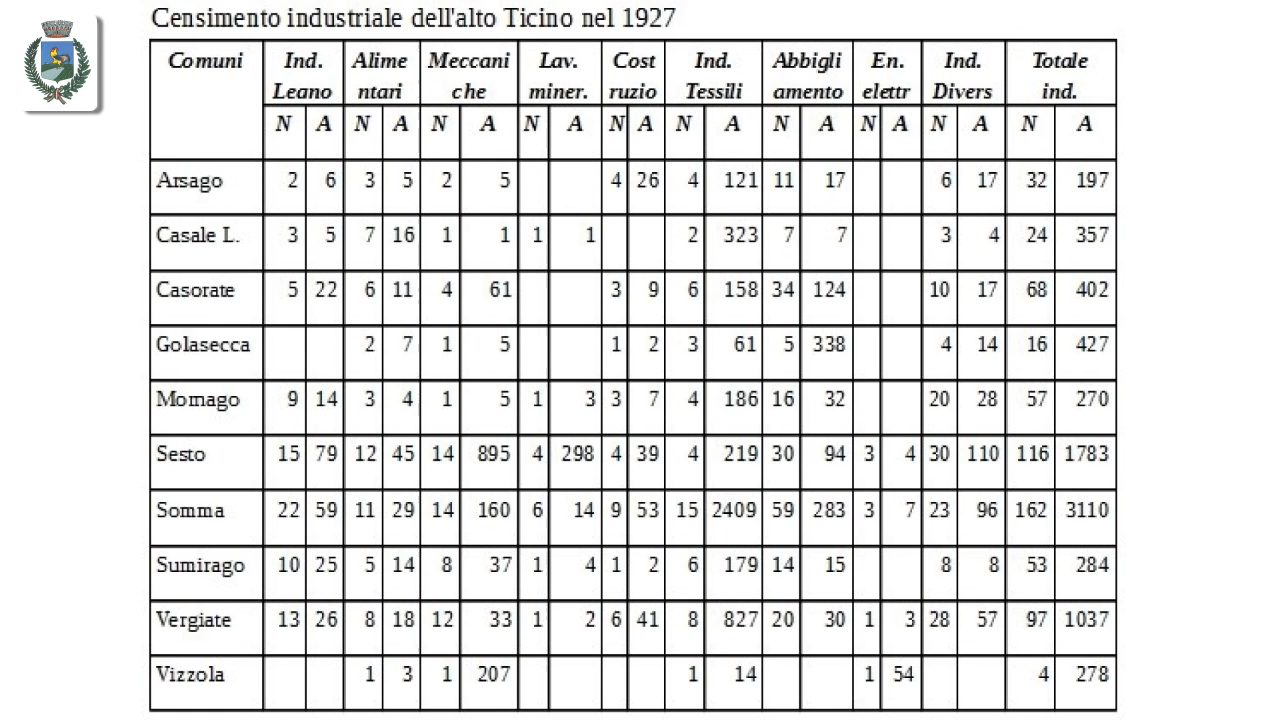 Censimento industriale dell'alto Ticino nel 1927
Comuni Ind. Leano Alime ntari Meccani che Lav. miner. Cost ruzio Ind. Tessili Abbigli amento En. elettr Ind. Divers Totale ind.
N A N A N A N A N A N A N A N A N A N A
Arsago 2 6 3 5 2 5 4 26 4 121 11 17 6 17 32 197
Casale L. 3 5 7 16 1 1 1 1 2 323 7 7 3 4 24 357
Casorate 5 22 6 11 4 61 3 9 6 158 34 124 10 17 68 402
Golasecca 2 7 1 5 1 2 3 61 5 338 4 14 16 427
Mornago 9 14 3 4 1 5 1 3 3 7 4 186 16 32 20 28 57 270
Sesto 15 79 12 45 14 895 4 298 4 39 4 219 30 94 3 4 30 110 116 1783
Somma 22 59 11 29 14 160 6 14 9 53 15 2409 59 283 3 7 23 96 162 3110
Sumirago 10 25 5 14 8 37 1 4 1 2 6 179 14 15 8 8 53 284
Vergiate 13 26 8 18 12 33 1 2 6 41 8 827 20 30 1 3 28 57 97 1037
Vizzola 1 3 1 207 1 14 1 54 4 278